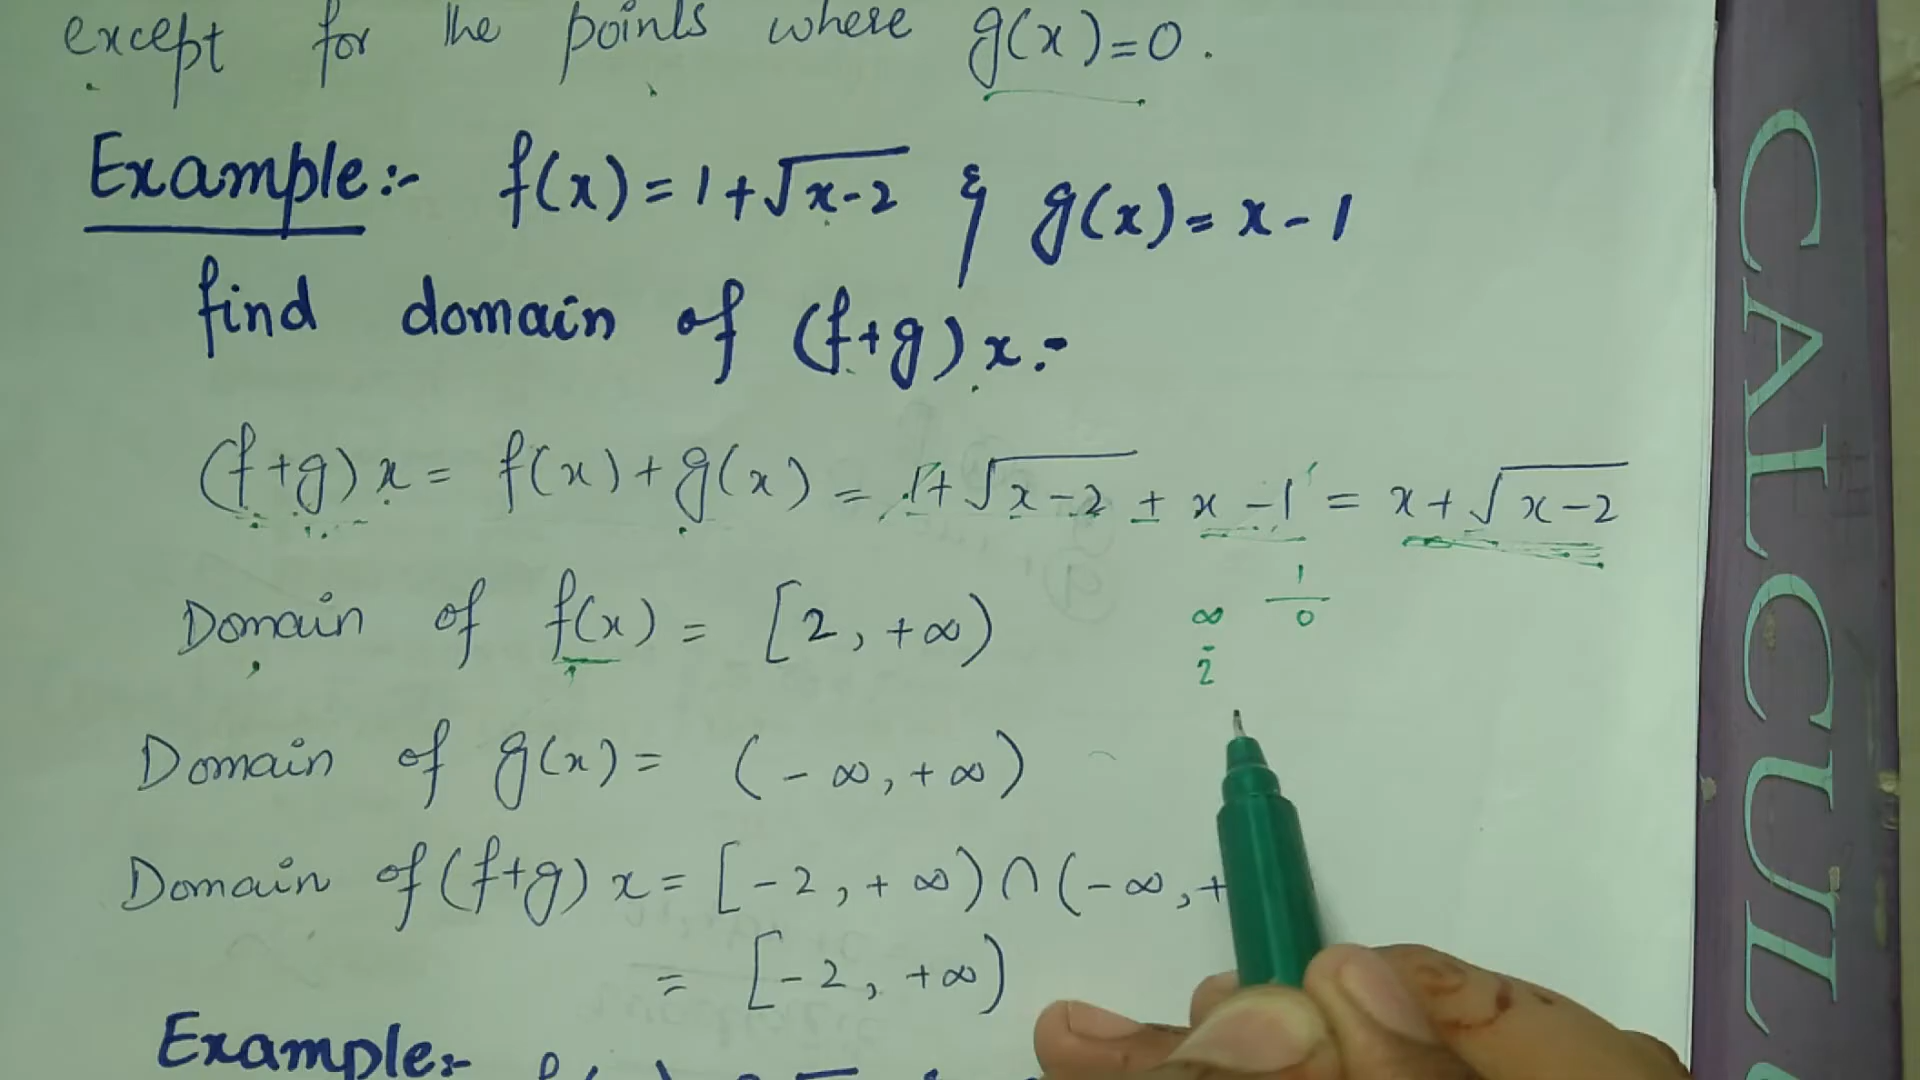 except for the points where g(x)=0.
Example:- f(x)=1+√x-2 & g(x)=x-1
find domain of (f+g)x:-
(f+g)x= f(x)+g(x) = 1+√x-2 + x-1 = x+√x-2
1
0
∞
2
Domain of f(x) = [2, +∞)
Domain of g(x)= (-∞, +∞)
Domain of (f+g)x= [-2, +∞)∩(-∞, +
= [-2, +∞)
Example:-
CALCUL